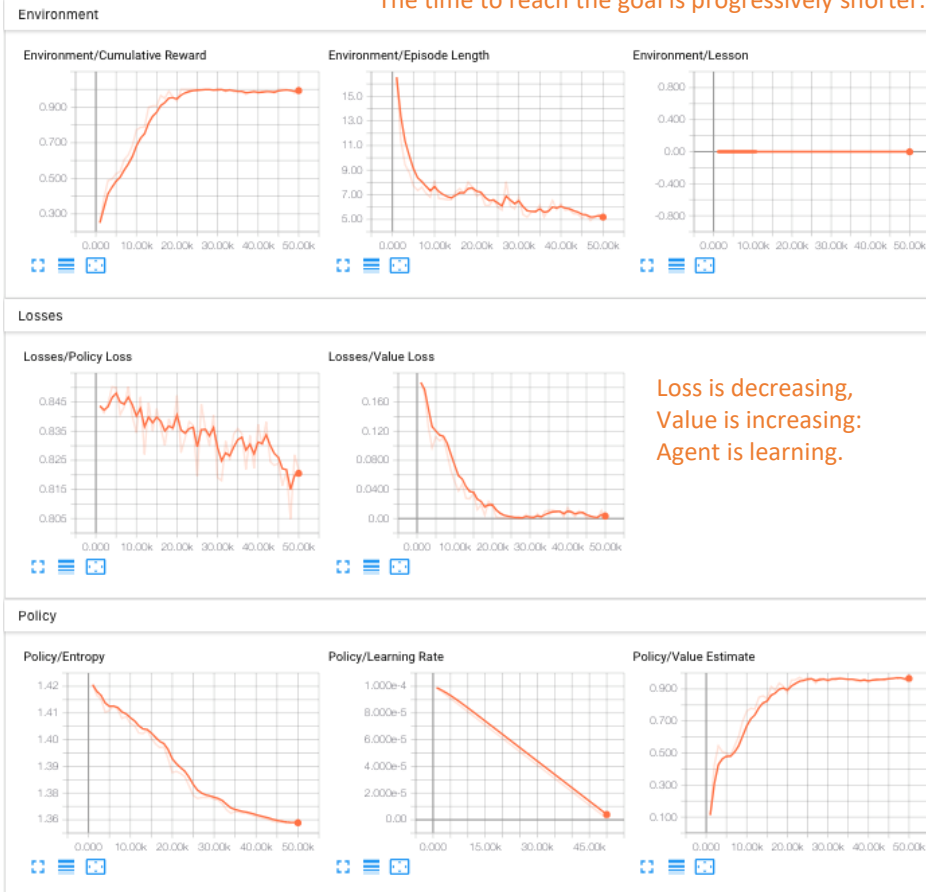 The time to reach the goal is progressively shorter.
Environment
Environment/Cumulative Reward
Environment/Episode Length
Environment/Lesson
0.900
0.700
0.500
0.300
0.000 10.00k 20.00k 30.00k 40.00k 50.00k
15.0
13.0
11.0
9.00
7.00
5.00
0.000 10.00k 20.00k 30.00k 40.00k 50.00k
0.800
0.400
0.00
-0.400
-0.800
0.000 10.00k 20.00k 30.00k 40.00k 50.00k
Losses
Losses/Policy Loss
Losses/Value Loss
0.845
0.835
0.825
0.815
0.805
0.000 10.00k 20.00k 30.00k 40.00k 50.00k
0.160
0.120
0.0800
0.0400
0.00
0.000 10.00k 20.00k 30.00k 40.00k 50.00k
Loss is decreasing,
Value is increasing:
Agent is learning.
Policy
Policy/Entropy
Policy/Learning Rate
Policy/Value Estimate
1.42
1.41
1.40
1.39
1.38
1.36
0.000 10.00k 20.00k 30.00k 40.00k 50.00k
1.000e-4
8.000e-5
6.000e-5
4.000e-5
2.000e-5
0.00
0.000 15.00k 30.00k 45.00k
0.900
0.700
0.500
0.300
0.100
0.000 10.00k 20.00k 30.00k 40.00k 50.00k